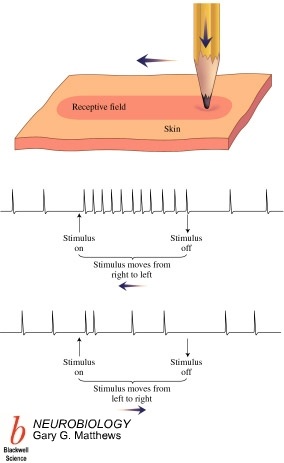 Receptive field
Skin
Stimulus
on
Stimulus
off
Stimulus moves from
right to left
Stimulus
on
Stimulus
off
Stimulus moves from
left to right
b
Blackwell
Science
NEUROBIOLOGY
Gary G. Matthews